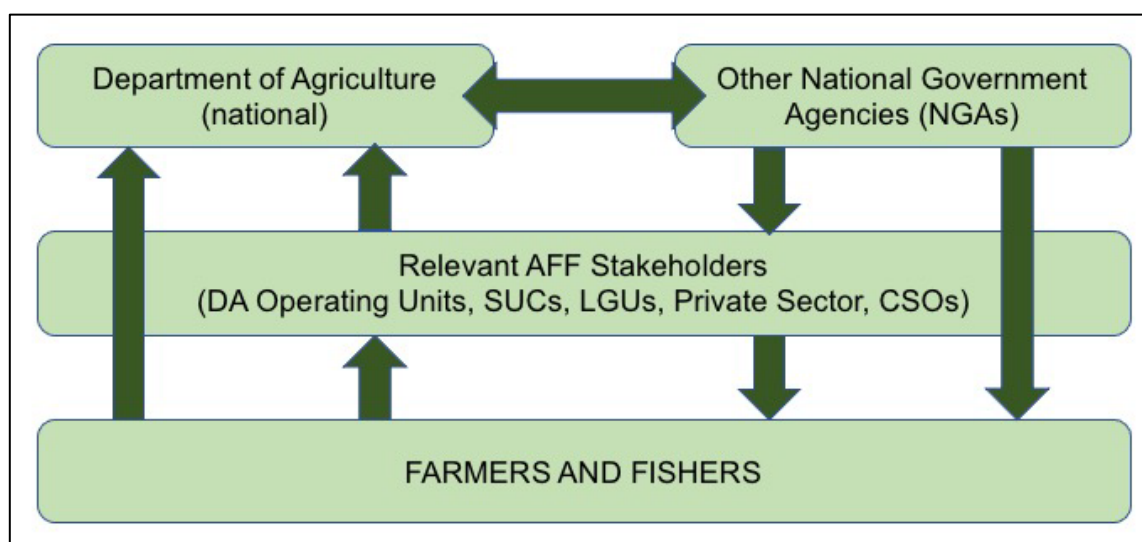 Department of Agriculture
(national)
Other National Government
Agencies (NGAs)
Relevant AFF Stakeholders
(DA Operating Units, SUCs, LGUs, Private Sector, CSOs)
FARMERS AND FISHERS